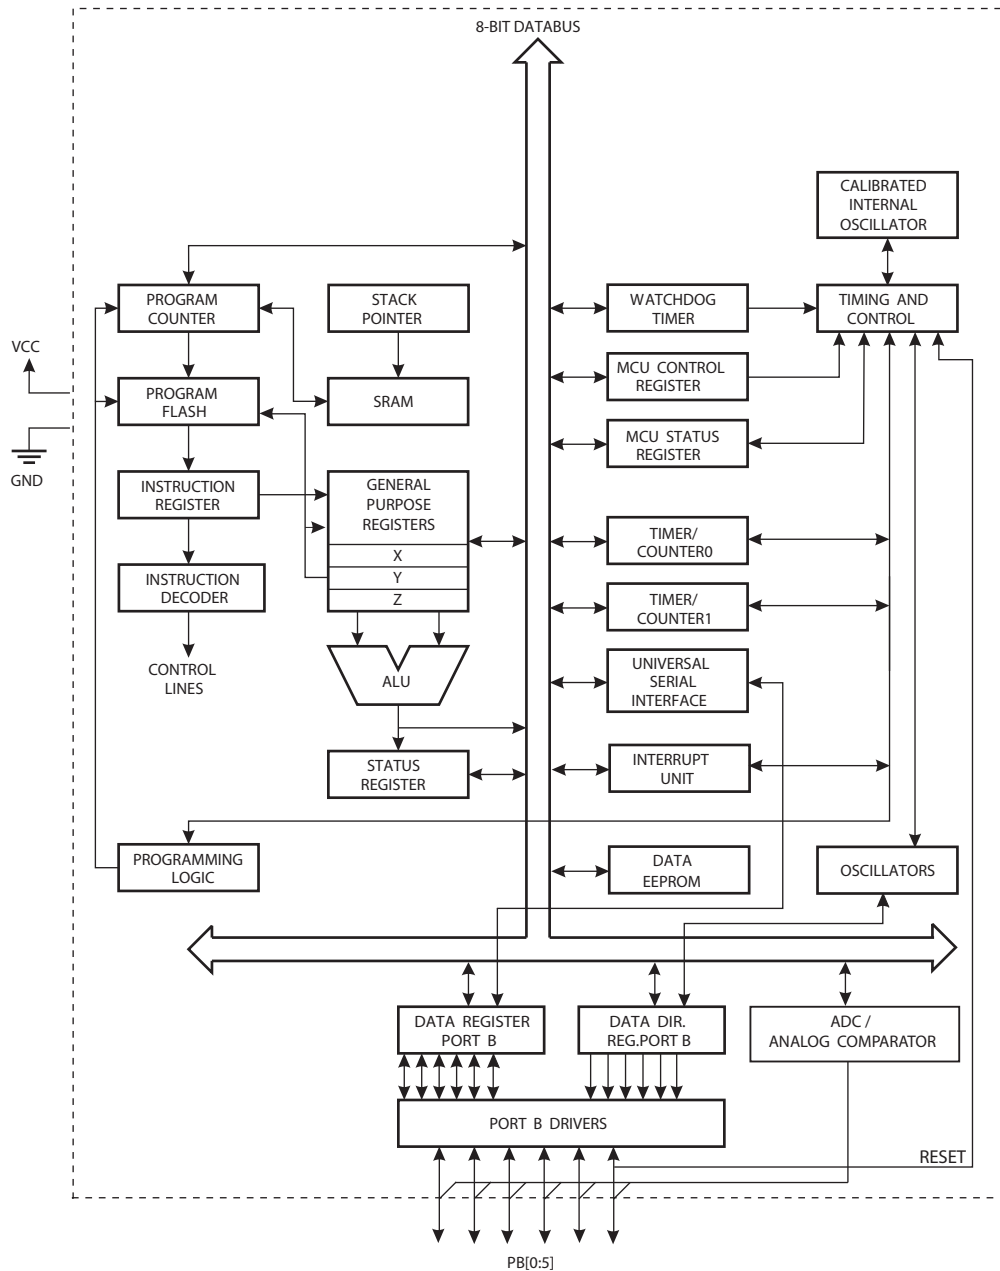 8-BIT DATABUS
CALIBRATED
INTERNAL
OSCILLATOR
PROGRAM
COUNTER
STACK
POINTER
WATCHDOG
TIMER
TIMING AND
CONTROL
VCC
PROGRAM
FLASH
SRAM
MCU CONTROL
REGISTER
MCU STATUS
REGISTER
GND
INSTRUCTION
REGISTER
GENERAL
PURPOSE
REGISTERS
X
Y
Z
TIMER/
COUNTER0
INSTRUCTION
DECODER
TIMER/
COUNTER1
CONTROL
LINES
ALU
UNIVERSAL
SERIAL
INTERFACE
STATUS
REGISTER
INTERRUPT
UNIT
PROGRAMMING
LOGIC
DATA
EEPROM
OSCILLATORS
DATA REGISTER
PORT B
DATA DIR.
REG.PORT B
ADC /
ANALOG COMPARATOR
PORT B DRIVERS
RESET
PB[0:5]